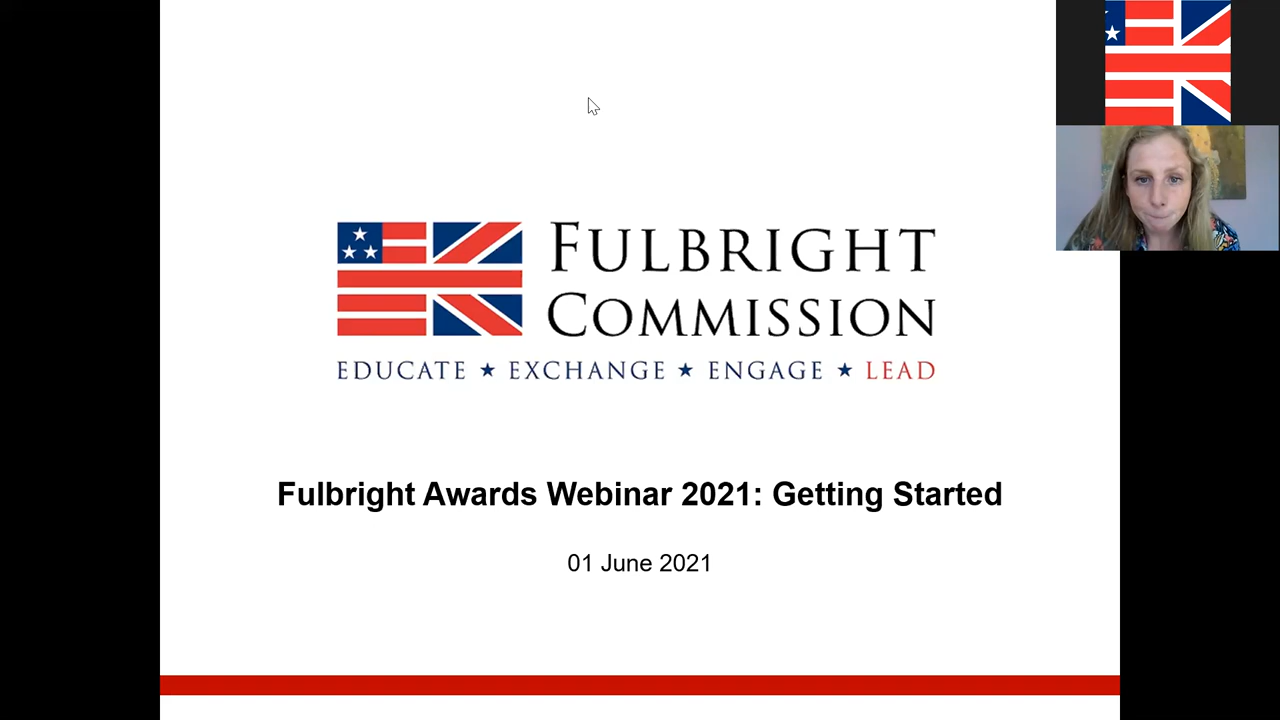 FULBRIGHT
COMMISSION
EDUCATE ★ EXCHANGE ★ ENGAGE ★ LEAD
Fulbright Awards Webinar 2021: Getting Started
01 June 2021